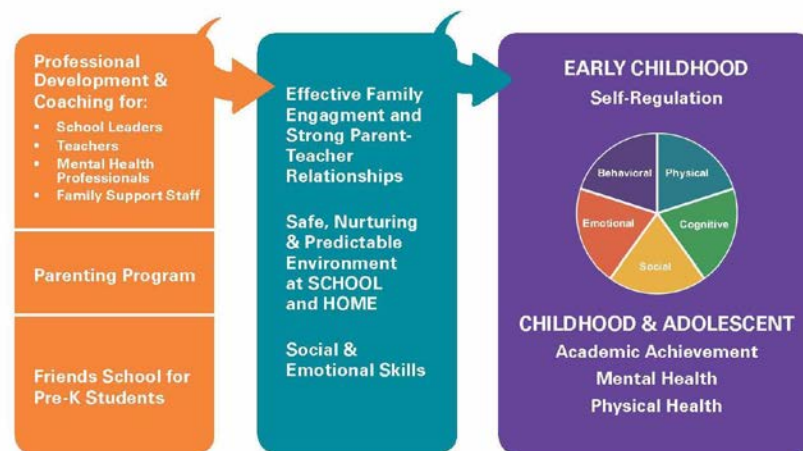 Professional
Development &
Coaching for:
• School Leaders
• Teachers
• Mental Health
Professionals
• Family Support Staff
Parenting Program
Friends School for
Pre-K Students
Effective Family
Engagment and
Strong Parent-
Teacher
Relationships
Safe, Nurturing
& Predictable
Environment
at SCHOOL
and HOME
Social &
Emotional Skills
EARLY CHILDHOOD
Self-Regulation
Behavioral
Physical
Emotional
Cognitive
Social
CHILDHOOD & ADOLESCENT
Academic Achievement
Mental Health
Physical Health